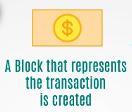 $
A Block that represents
the transaction
is created